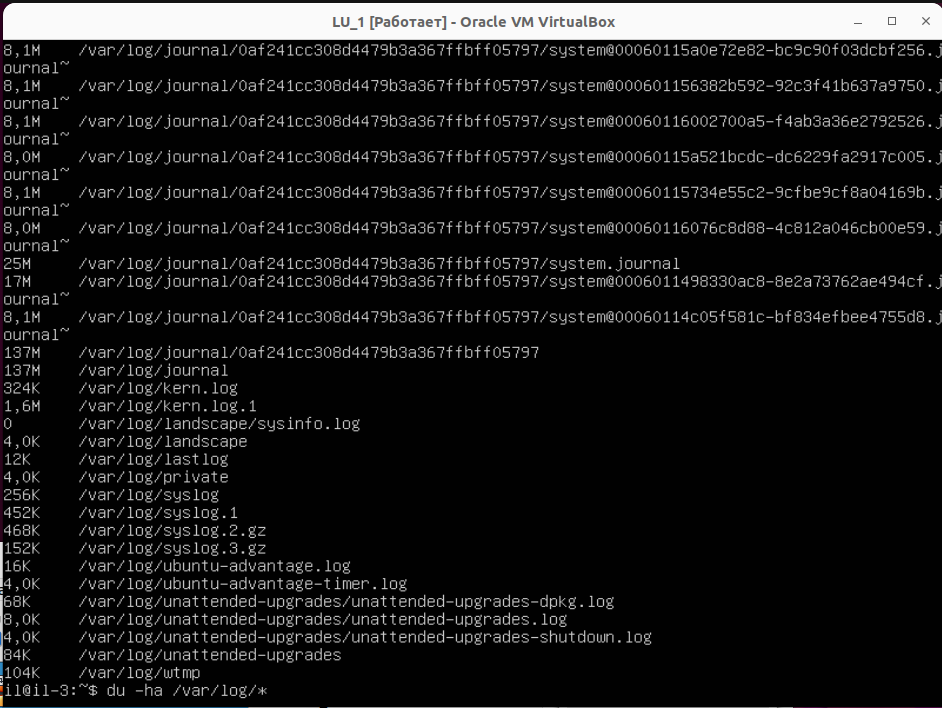 LU_1 [Работает] - Oracle VM VirtualBox
8,1M /var/log/journal/0af241cc308d4479b3a367ffbff05797/system@00060115a0e72e82-bc9c90f03dcbf256.j
ournal~
8,1M /var/log/journal/0af241cc308d4479b3a367ffbff05797/system@000601156382b592-92c3f41b637a9750.j
ournal~
8,1M /var/log/journal/0af241cc308d4479b3a367ffbff05797/system@00060116002700a5-f4ab3a36e2792526.j
ournal~
8,0M /var/log/journal/0af241cc308d4479b3a367ffbff05797/system@00060115a521bcdc-dc6229fa2917c005.j
ournal~
8,1M /var/log/journal/0af241cc308d4479b3a367ffbff05797/system@00060115734e55c2-9cfbe9cf8a04169b.j
ournal~
8,0M /var/log/journal/0af241cc308d4479b3a367ffbff05797/system@00060116076c8d88-4c812a046cb00e59.j
ournal~
25M /var/log/journal/0af241cc308d4479b3a367ffbff05797/system.journal
17M /var/log/journal/0af241cc308d4479b3a367ffbff05797/system@0006011498330ac8-8e2a73762ae494cf.j
ournal~
8,1M /var/log/journal/0af241cc308d4479b3a367ffbff05797/system@00060114c05f581c-bf834efbee4755d8.j
ournal~
137M /var/log/journal/0af241cc308d4479b3a367ffbff05797
137M /var/log/journal
324K /var/log/kern.log
1,6M /var/log/kern.log.1
0 /var/log/landscape/sysinfo.log
4,0K /var/log/landscape
12K /var/log/lastlog
4,0K /var/log/private
256K /var/log/syslog
452K /var/log/syslog.1
468K /var/log/syslog.2.gz
152K /var/log/syslog.3.gz
16K /var/log/ubuntu-advantage.log
4,0K /var/log/ubuntu-advantage-timer.log
68K /var/log/unattended-upgrades/unattended-upgrades-dpkg.log
8,0K /var/log/unattended-upgrades/unattended-upgrades.log
4,0K /var/log/unattended-upgrades/unattended-upgrades-shutdown.log
84K /var/log/unattended-upgrades
104K /var/log/wtmp
il@il-3:~$ du -ha /var/log/*